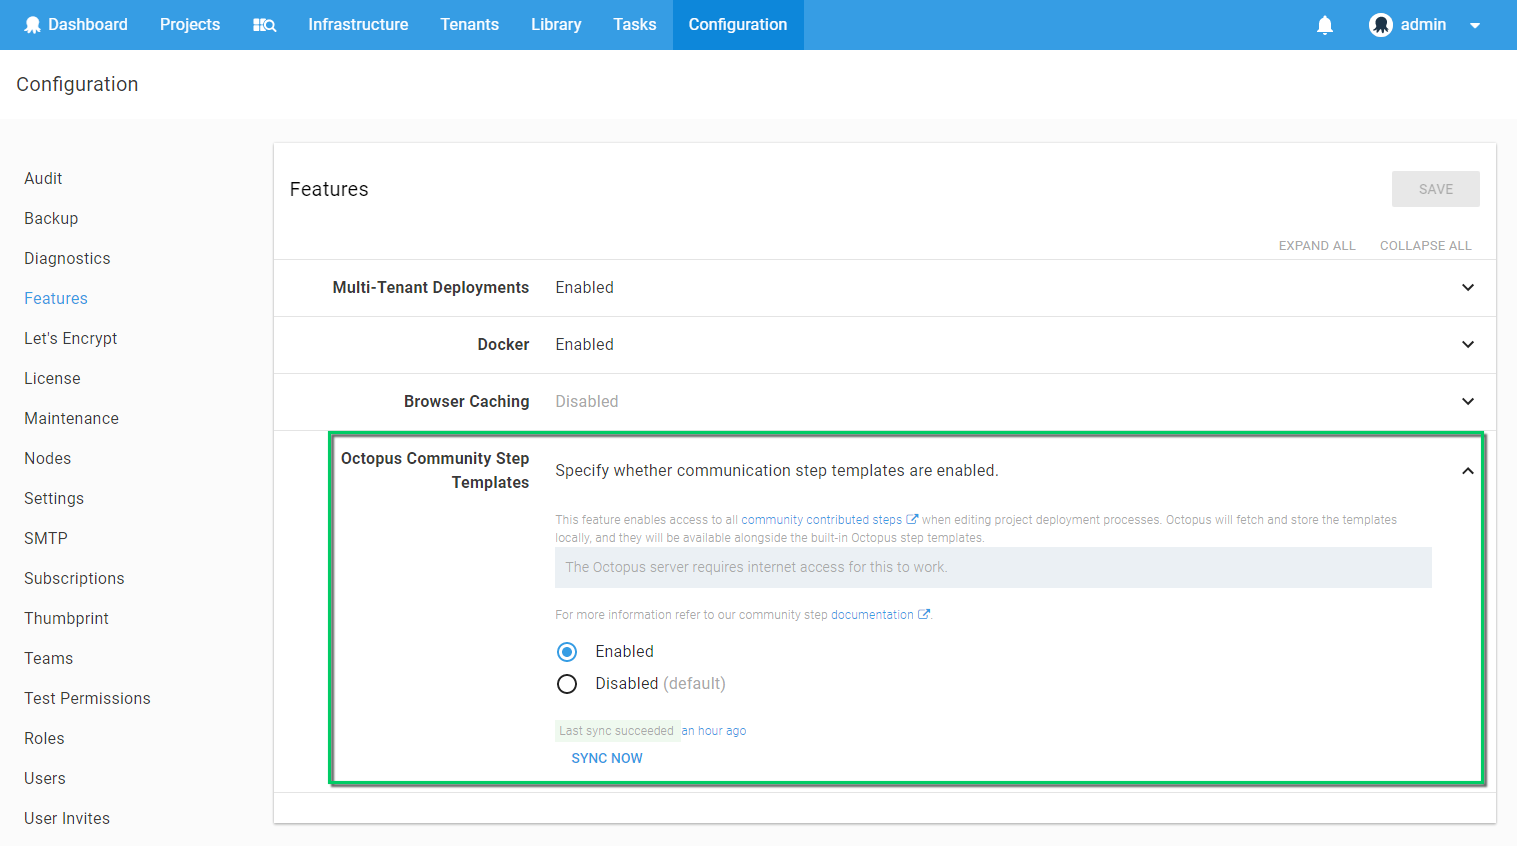 Dashboard Projects Infrastructure Tenants Library Tasks Configuration admin
Configuration
Audit
Backup
Diagnostics
Features
Let's Encrypt
License
Maintenance
Nodes
Settings
SMTP
Subscriptions
Thumbprint
Teams
Test Permissions
Roles
Users
User Invites
Features
SAVE
EXPAND ALL COLLAPSE ALL
Multi-Tenant Deployments Enabled
Docker Enabled
Browser Caching Disabled
Octopus Community Step
Templates
Specify whether communication step templates are enabled.
This feature enables access to all community contributed steps when editing project deployment processes. Octopus will fetch and store the templates
locally, and they will be available alongside the built-in Octopus step templates.
The Octopus server requires internet access for this to work.
For more information refer to our community step documentation .
Enabled
Disabled (default)
Last sync succeeded an hour ago
SYNC NOW